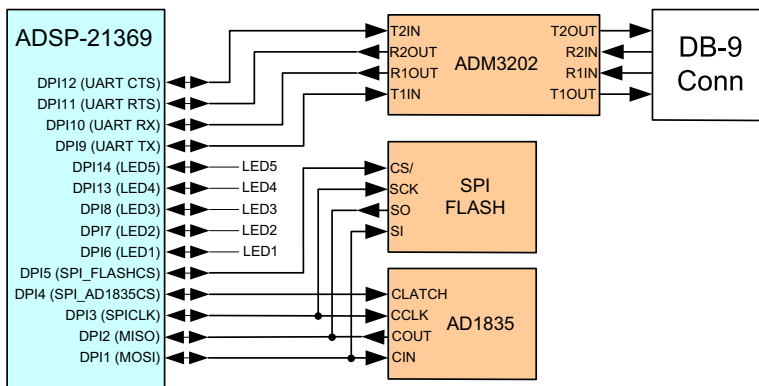 ADSP-21369
DPI12 (UART CTS)
DPI11 (UART RTS)
DPI10 (UART RX)
DPI9 (UART TX)
DPI14 (LED5)
DPI13 (LED4)
DPI8 (LED3)
DPI7 (LED2)
DPI6 (LED1)
DPI5 (SPI_FLASHCS)
DPI4 (SPI_AD1835CS)
DPI3 (SPICLK)
DPI2 (MISO)
DPI1 (MOSI)
LED5
LED4
LED3
LED2
LED1
T2IN
R2OUT
R1OUT
T1IN
ADM3202
T2OUT
R2IN
R1IN
T1OUT
DB-9
Conn
CS/
SCK
SO
SI
SPI
FLASH
CLATCH
CCLK
COUT
CIN
AD1835